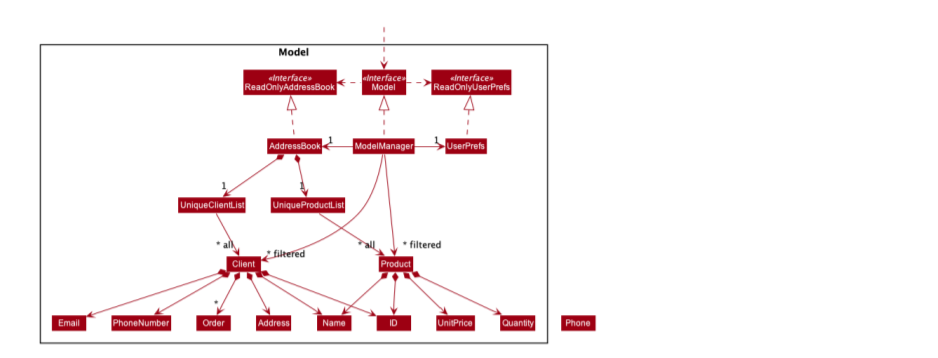 Model
«Interface»
ReadOnlyAddressBook
«Interface»
Model
«Interface»
ReadOnlyUserPrefs
AddressBook
1
ModelManager
1
UserPrefs
1
1
UniqueClientList
UniqueProductList
* all
* filtered
* all
* filtered
Client
Product
*
Email
PhoneNumber
Order
Address
Name
ID
UnitPrice
Quantity
Phone